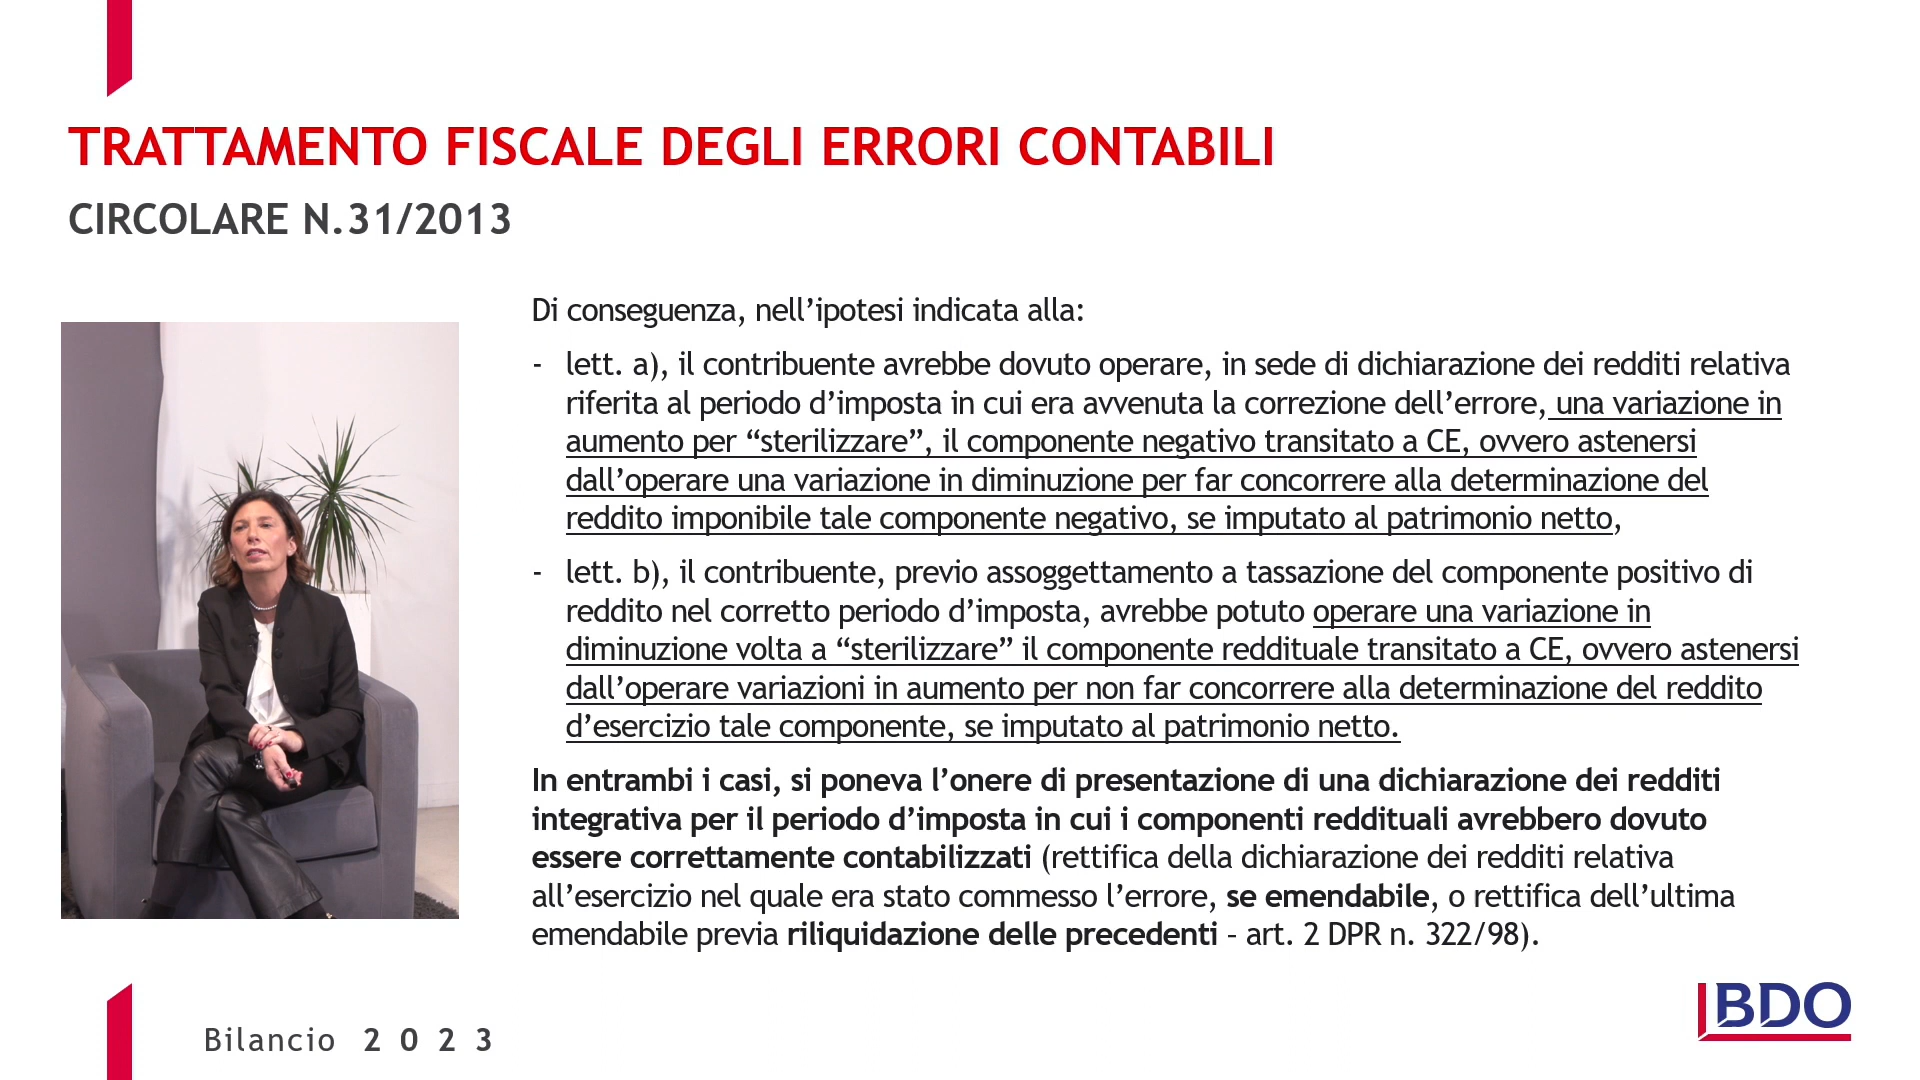 TRATTAMENTO FISCALE DEGLI ERRORI CONTABILI
CIRCOLARE N.31/2013
Di conseguenza, nell’ipotesi indicata alla:
- lett. a), il contribuente avrebbe dovuto operare, in sede di dichiarazione dei redditi relativa
riferita al periodo d’imposta in cui era avvenuta la correzione dell’errore, una variazione in
aumento per “sterilizzare”, il componente negativo transitato a CE, ovvero astenersi
dall’operare una variazione in diminuzione per far concorrere alla determinazione del
reddito imponibile tale componente negativo, se imputato al patrimonio netto,
- lett. b), il contribuente, previo assoggettamento a tassazione del componente positivo di
reddito nel corretto periodo d’imposta, avrebbe potuto operare una variazione in
diminuzione volta a “sterilizzare” il componente reddituale transitato a CE, ovvero astenersi
dall’operare variazioni in aumento per non far concorrere alla determinazione del reddito
d’esercizio tale componente, se imputato al patrimonio netto.
In entrambi i casi, si poneva l’onere di presentazione di una dichiarazione dei redditi
integrativa per il periodo d’imposta in cui i componenti reddituali avrebbero dovuto
essere correttamente contabilizzati (rettifica della dichiarazione dei redditi relativa
all’esercizio nel quale era stato commesso l’errore, se emendabile, o rettifica dell’ultima
emendabile previa riliquidazione delle precedenti – art. 2 DPR n. 322/98).
Bilancio 2023
BDO